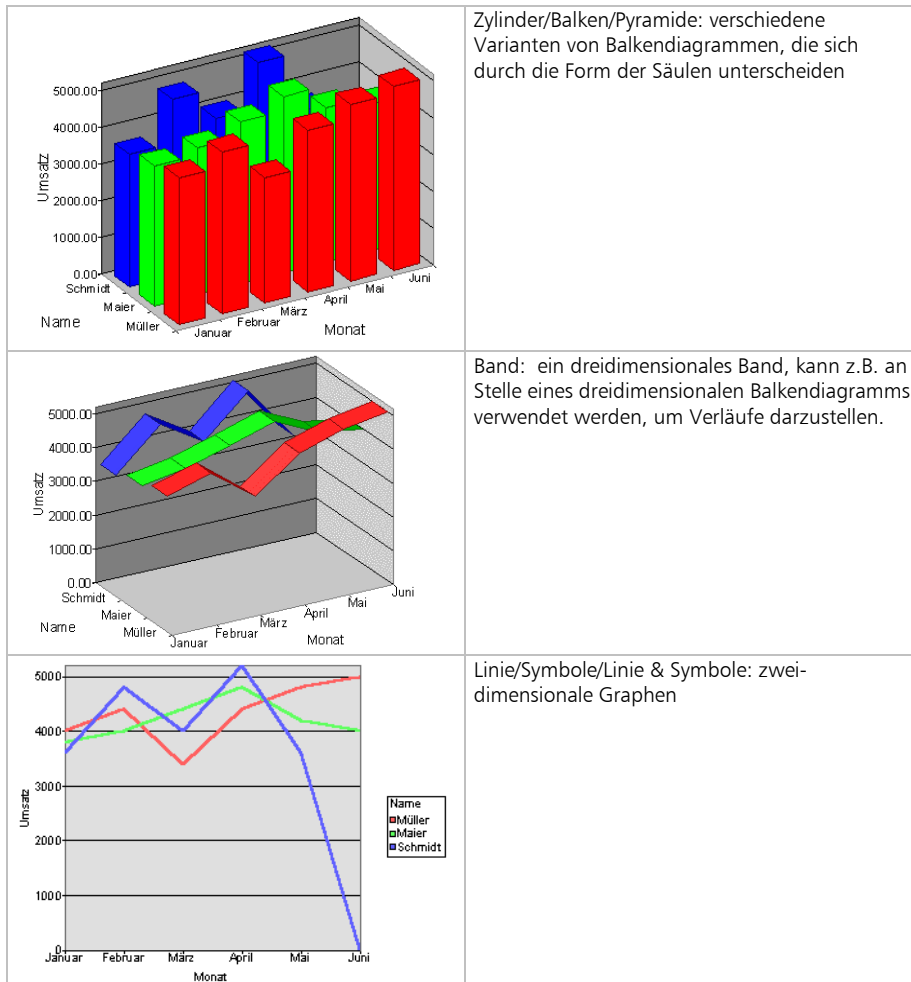 Zylinder/Balken/Pyramide: verschiedene
Varianten von Balkendiagrammen, die sich
durch die Form der Säulen unterscheiden
5000.00
4000.00
3000.00
2000.00
1000.00
0.00
Umsatz
Schmidt
Maier
Müller
Name
Januar
Februar
März
April
Mai
Juni
Monat
Band:  ein dreidimensionales Band, kann z.B. an
Stelle eines dreidimensionalen Balkendiagramms
verwendet werden, um Verläufe darzustellen.
5000.00
4000.00
3000.00
2000.00
1000.00
0.00
Umsatz
Schmidt
Maier
Müller
Name
Januar
Februar
März
April
Mai
Juni
Monat
Linie/Symbole/Linie & Symbole: zwei-
dimensionale Graphen
5000
4000
3000
2000
1000
0
Umsatz
Januar
Februar
März
April
Mai
Juni
Monat
Name
Müller
Maier
Schmidt